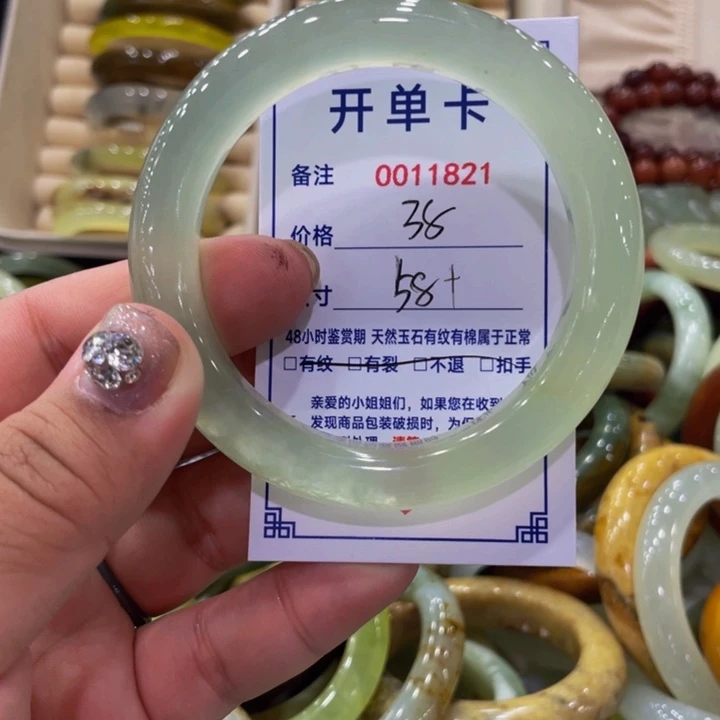 开单卡
备注 0011821
价格 38
寸 58+
48小时鉴赏期 天然玉石有纹有棉属于正常
□有纹 □有裂 □不退 □扣手
亲爱的小姐姐们，如果您在收到
发现商品包装破损时，为